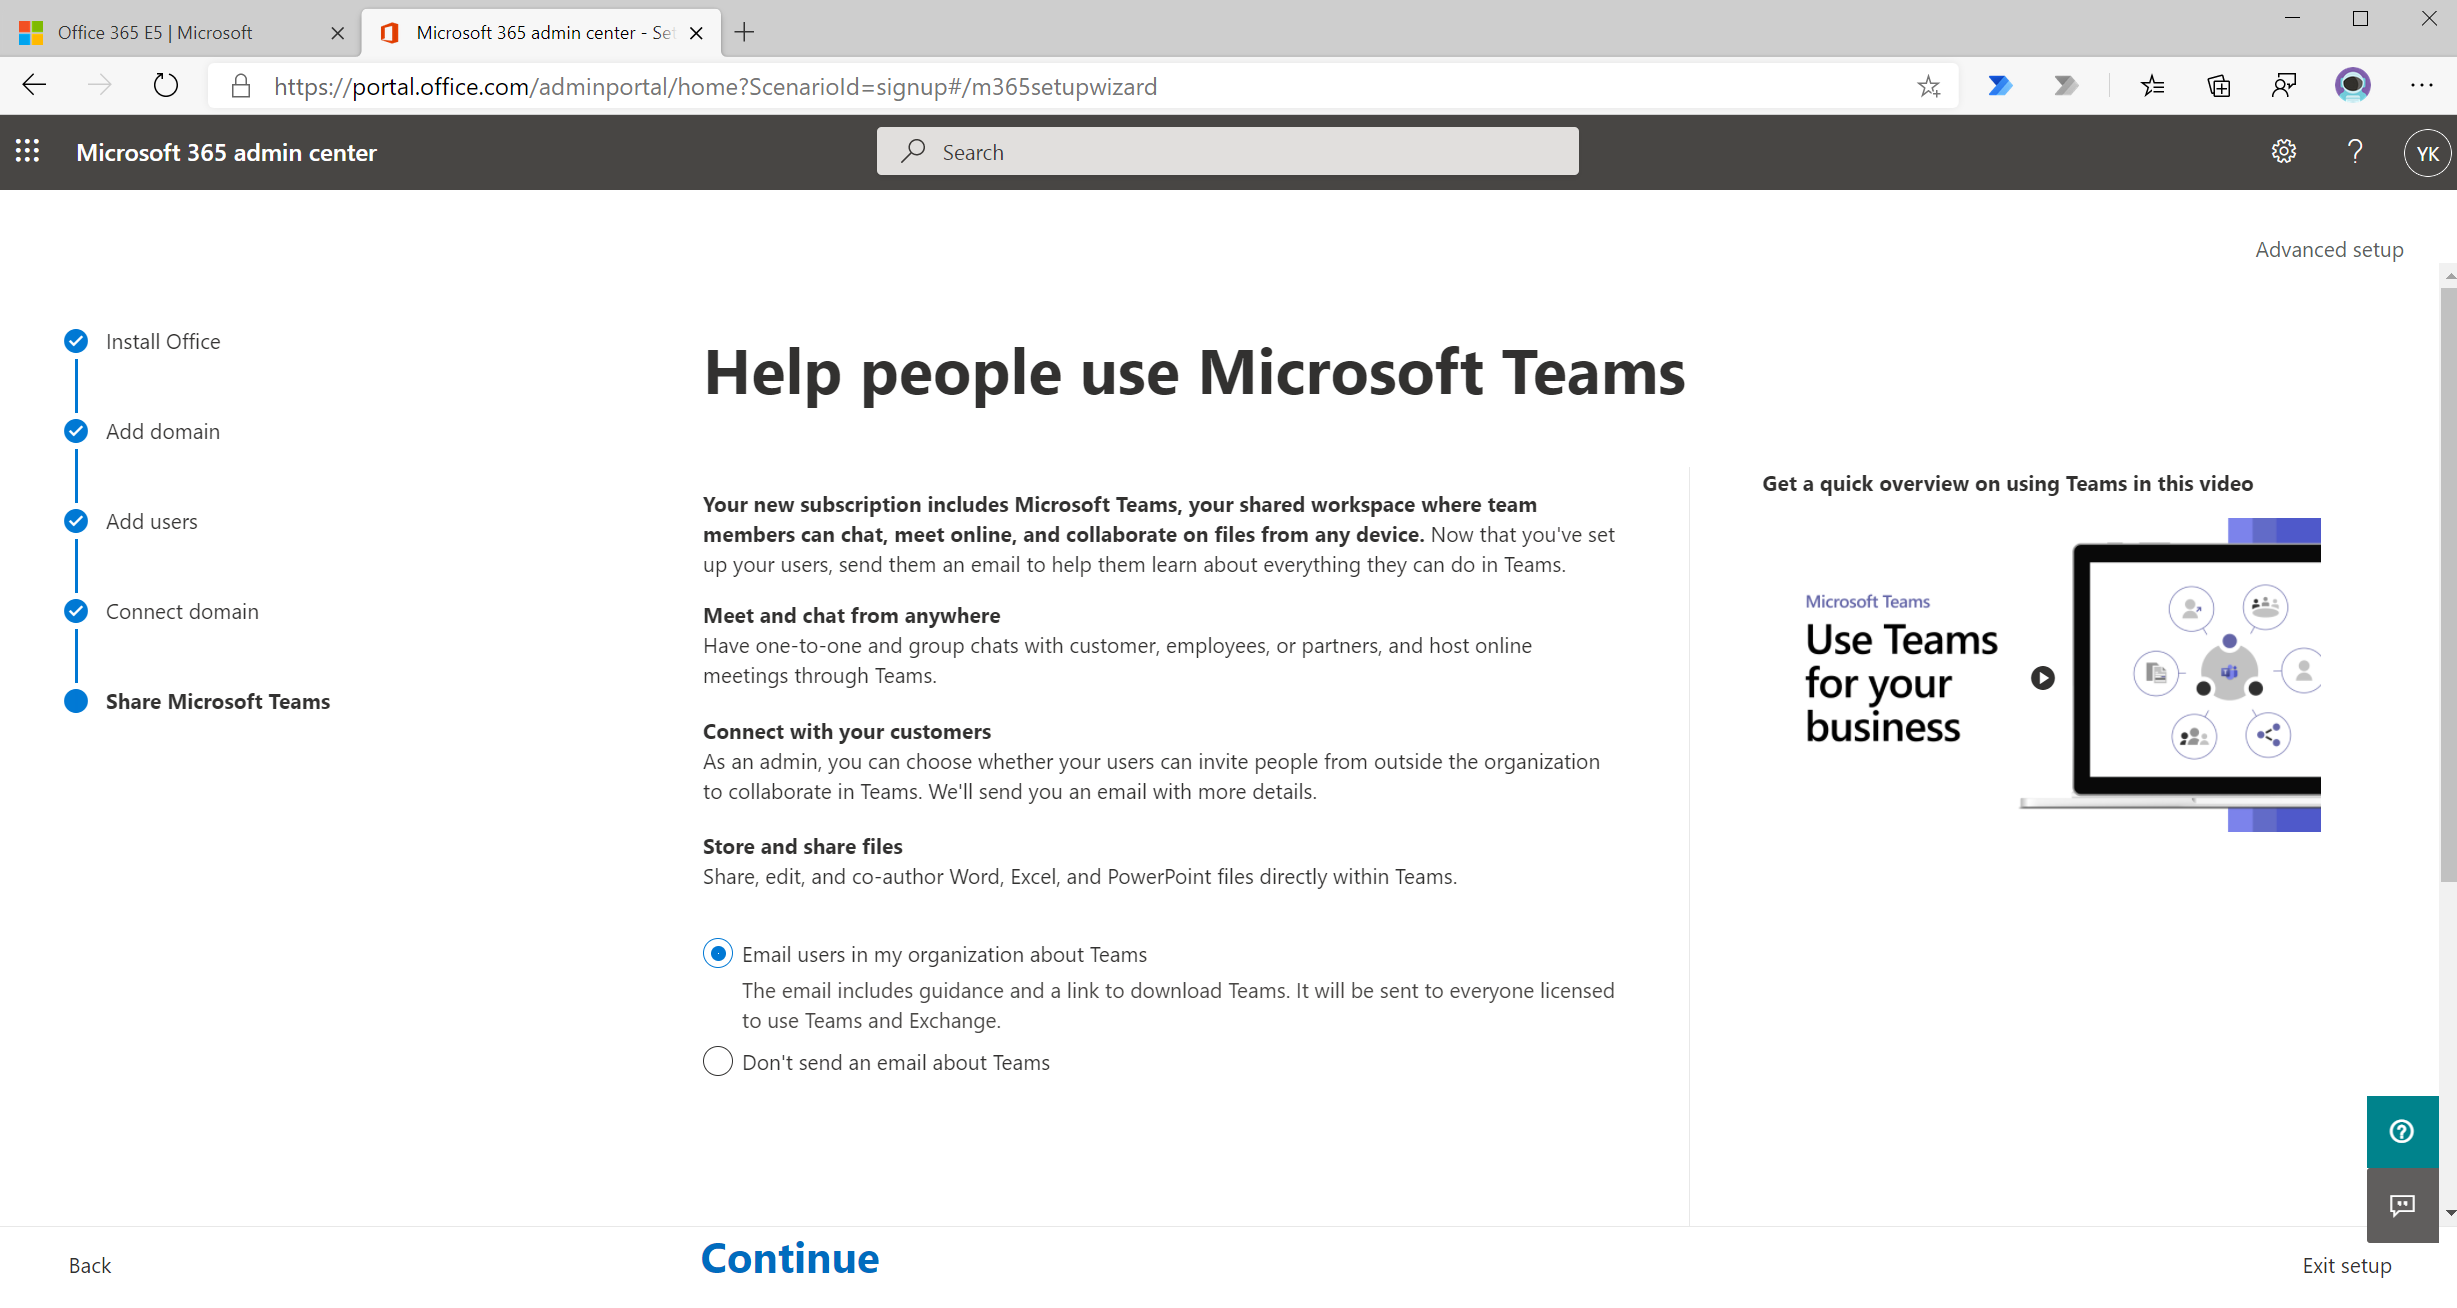 Office 365 E5 | Microsoft
Microsoft 365 admin center - Set
https://portal.office.com/adminportal/home?ScenarioId=signup#/m365setupwizard
Microsoft 365 admin center
Search
YK
Advanced setup
Install Office
Add domain
Add users
Connect domain
Share Microsoft Teams
Help people use Microsoft Teams
Your new subscription includes Microsoft Teams, your shared workspace where team
members can chat, meet online, and collaborate on files from any device. Now that you've set
up your users, send them an email to help them learn about everything they can do in Teams.
Meet and chat from anywhere
Have one-to-one and group chats with customer, employees, or partners, and host online
meetings through Teams.
Connect with your customers
As an admin, you can choose whether your users can invite people from outside the organization
to collaborate in Teams. We'll send you an email with more details.
Store and share files
Share, edit, and co-author Word, Excel, and PowerPoint files directly within Teams.
Email users in my organization about Teams
The email includes guidance and a link to download Teams. It will be sent to everyone licensed
to use Teams and Exchange.
Don't send an email about Teams
Get a quick overview on using Teams in this video
Microsoft Teams
Use Teams
for your
business
Back
Continue
Exit setup